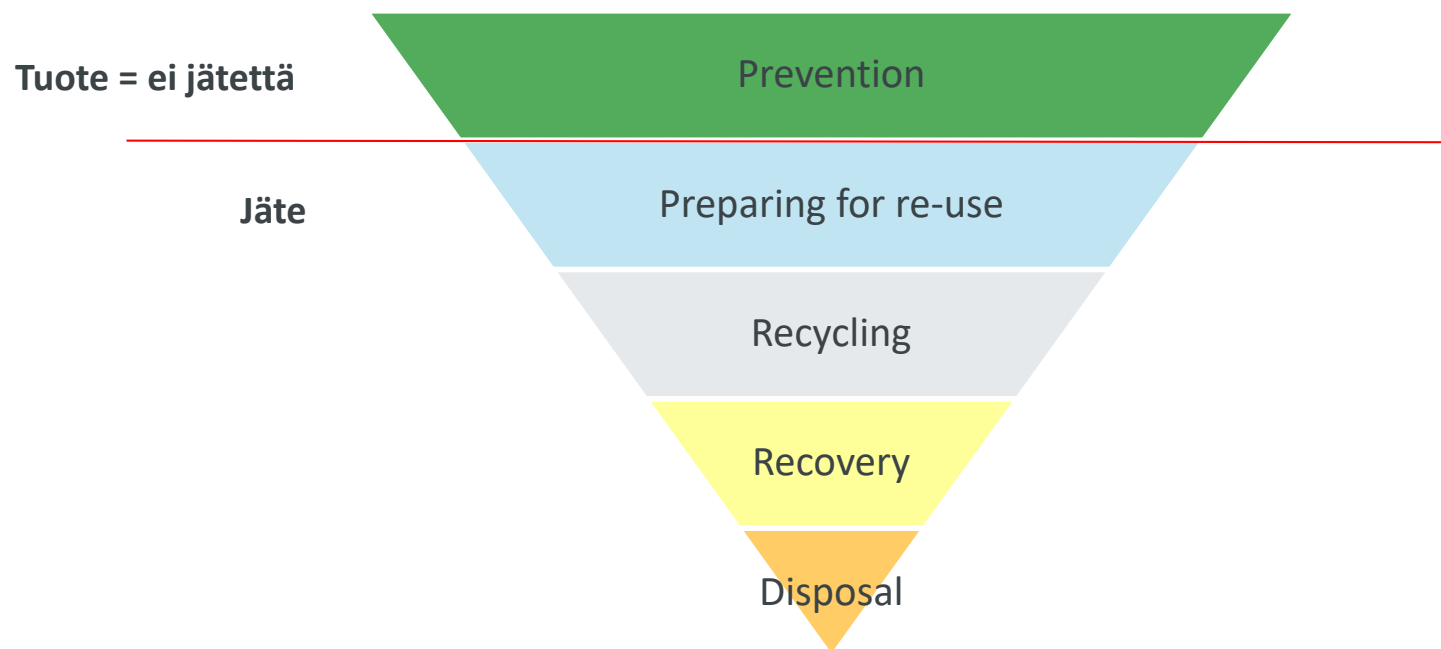 Tuote = ei jätettä
Prevention
Jäte
Preparing for re-use
Recycling
Recovery
Disposal